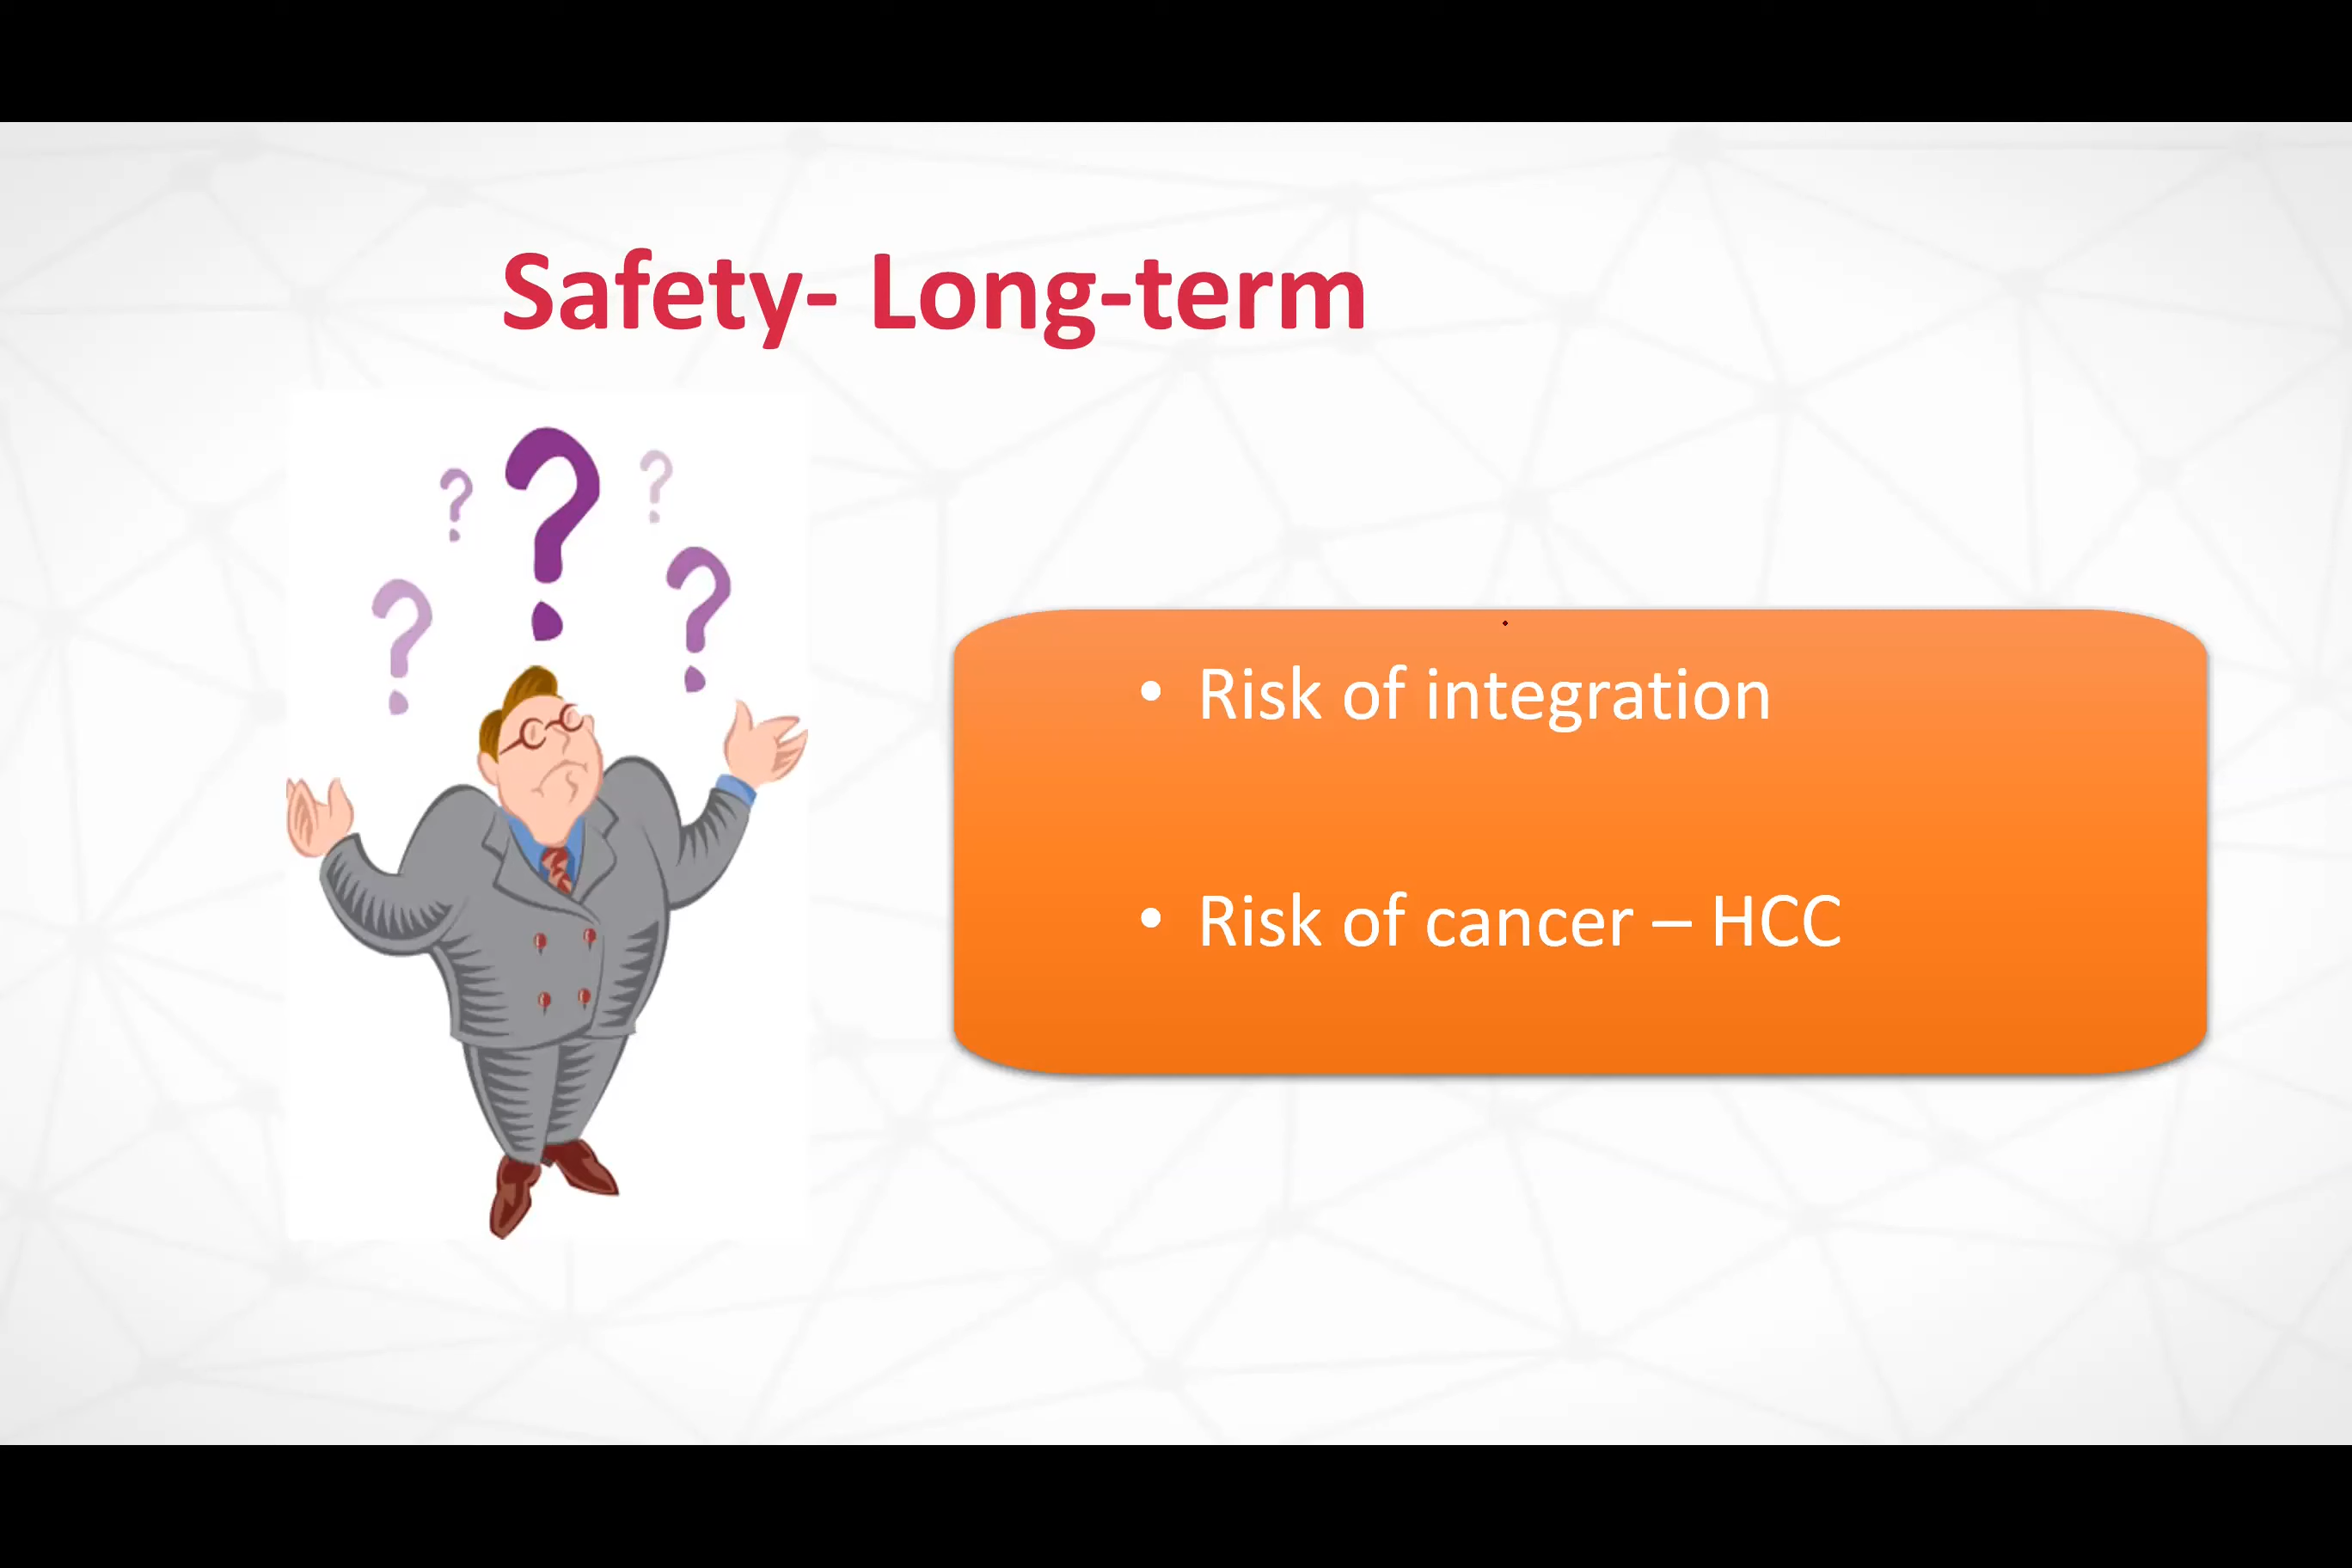 Safety- Long-term
? ? ? ? ?
• Risk of integration
• Risk of cancer – HCC